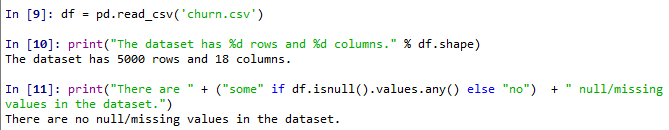 In [9]: df = pd.read_csv('churn.csv')
In [10]: print("The dataset has %d rows and %d columns." % df.shape)
The dataset has 5000 rows and 18 columns.
In [11]: print("There are " + ("some" if df.isnull().values.any() else "no")  + " null/missing
values in the dataset.")
There are no null/missing values in the dataset.